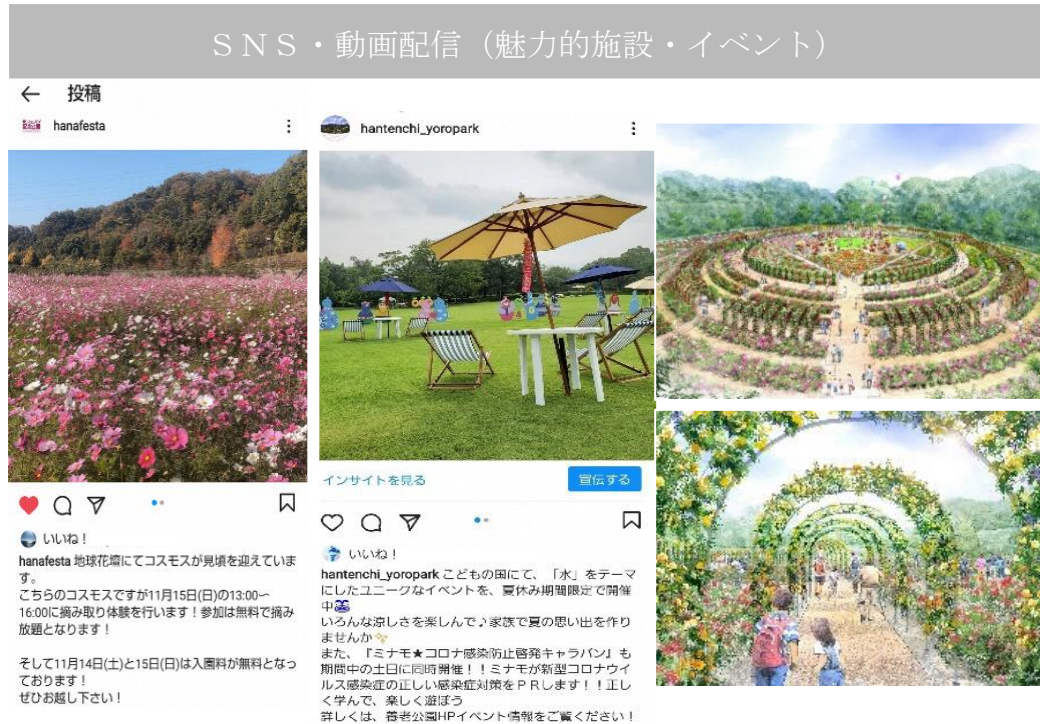 ＳＮＳ・動画配信（魅力的施設・イベント）
投稿
hanafesta
いいね！
hanafesta 地球花壇にてコスモスが見頃を迎えていま
す。
こちらのコスモスですが11月15日(日)の13:00〜
16:00に摘み取り体験を行います！参加は無料で摘み
放題となります！
そして11月14日(土)と15日(日)は入園料が無料となっ
ております！
ぜひお越し下さい！
hantenchi_yoropark
インサイトを見る
宣伝する
いいね！
hantenchi_yoropark こどもの国にて、「水」をテーマ
にしたユニークなイベントを、夏休み期間限定で開催
中
いろんな涼しさを楽しんで♪家族で夏の思い出を作り
ませんか
また、『ミナモ★コロナ感染防止啓発キャラバン』も
期間中の土日に同時開催！！ミナモが新型コロナウイ
ルス感染症の正しい感染症対策をＰＲします！！正し
く学んで、楽しく遊ぼう
詳しくは、養老公園HPイベント情報をご覧ください！